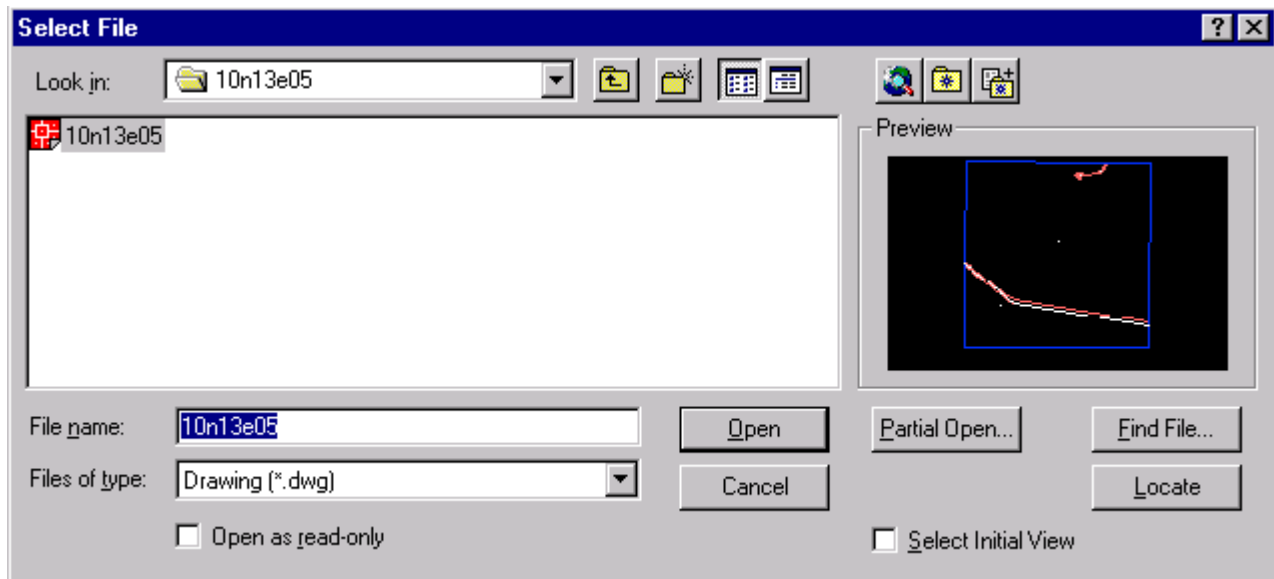 Select File
Look in: 10n13e05
10n13e05
Preview
File name: 10n13e05 Open Partial Open... Find File...
Files of type: Drawing (*.dwg) Cancel Locate
Open as read-only Select Initial View